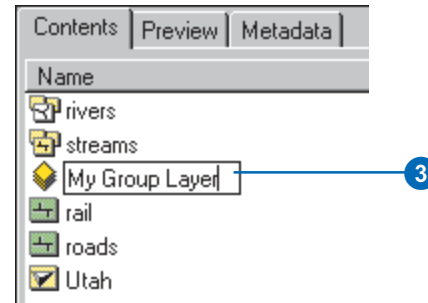 Contents Preview Metadata
Name
rivers
streams
My Group Layer 3
rail
roads
Utah